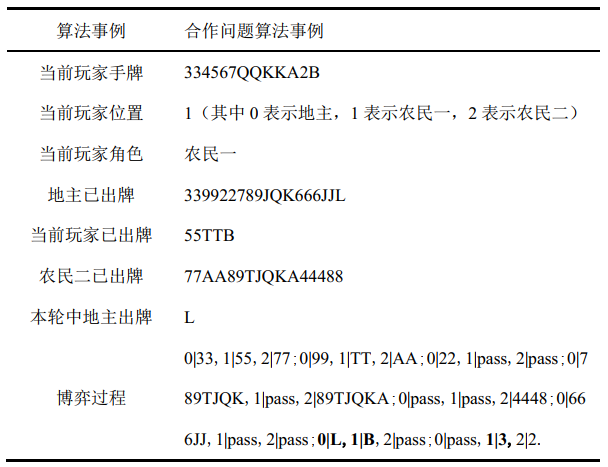 算法事例 合作问题算法事例
当前玩家手牌 334567QQKKA2B
当前玩家位置 1（其中 0 表示地主，1 表示农民一，2 表示农民二）
当前玩家角色 农民一
地主已出牌 339922789JQK666JJL
当前玩家已出牌 55TTB
农民二已出牌 77AA89TJQKA44488
本轮中地主出牌 L
0|33，1|55，2|77；0|99，1|TT，2|AA；0|22，1|pass，2|pass；0|7
博弈过程 89TJQK，1|pass，2|89TJQKA；0|pass，1|pass，2|4448；0|66
6JJ，1|pass，2|pass；0|L，1|B，2|pass；0|pass，1|3，2|2.